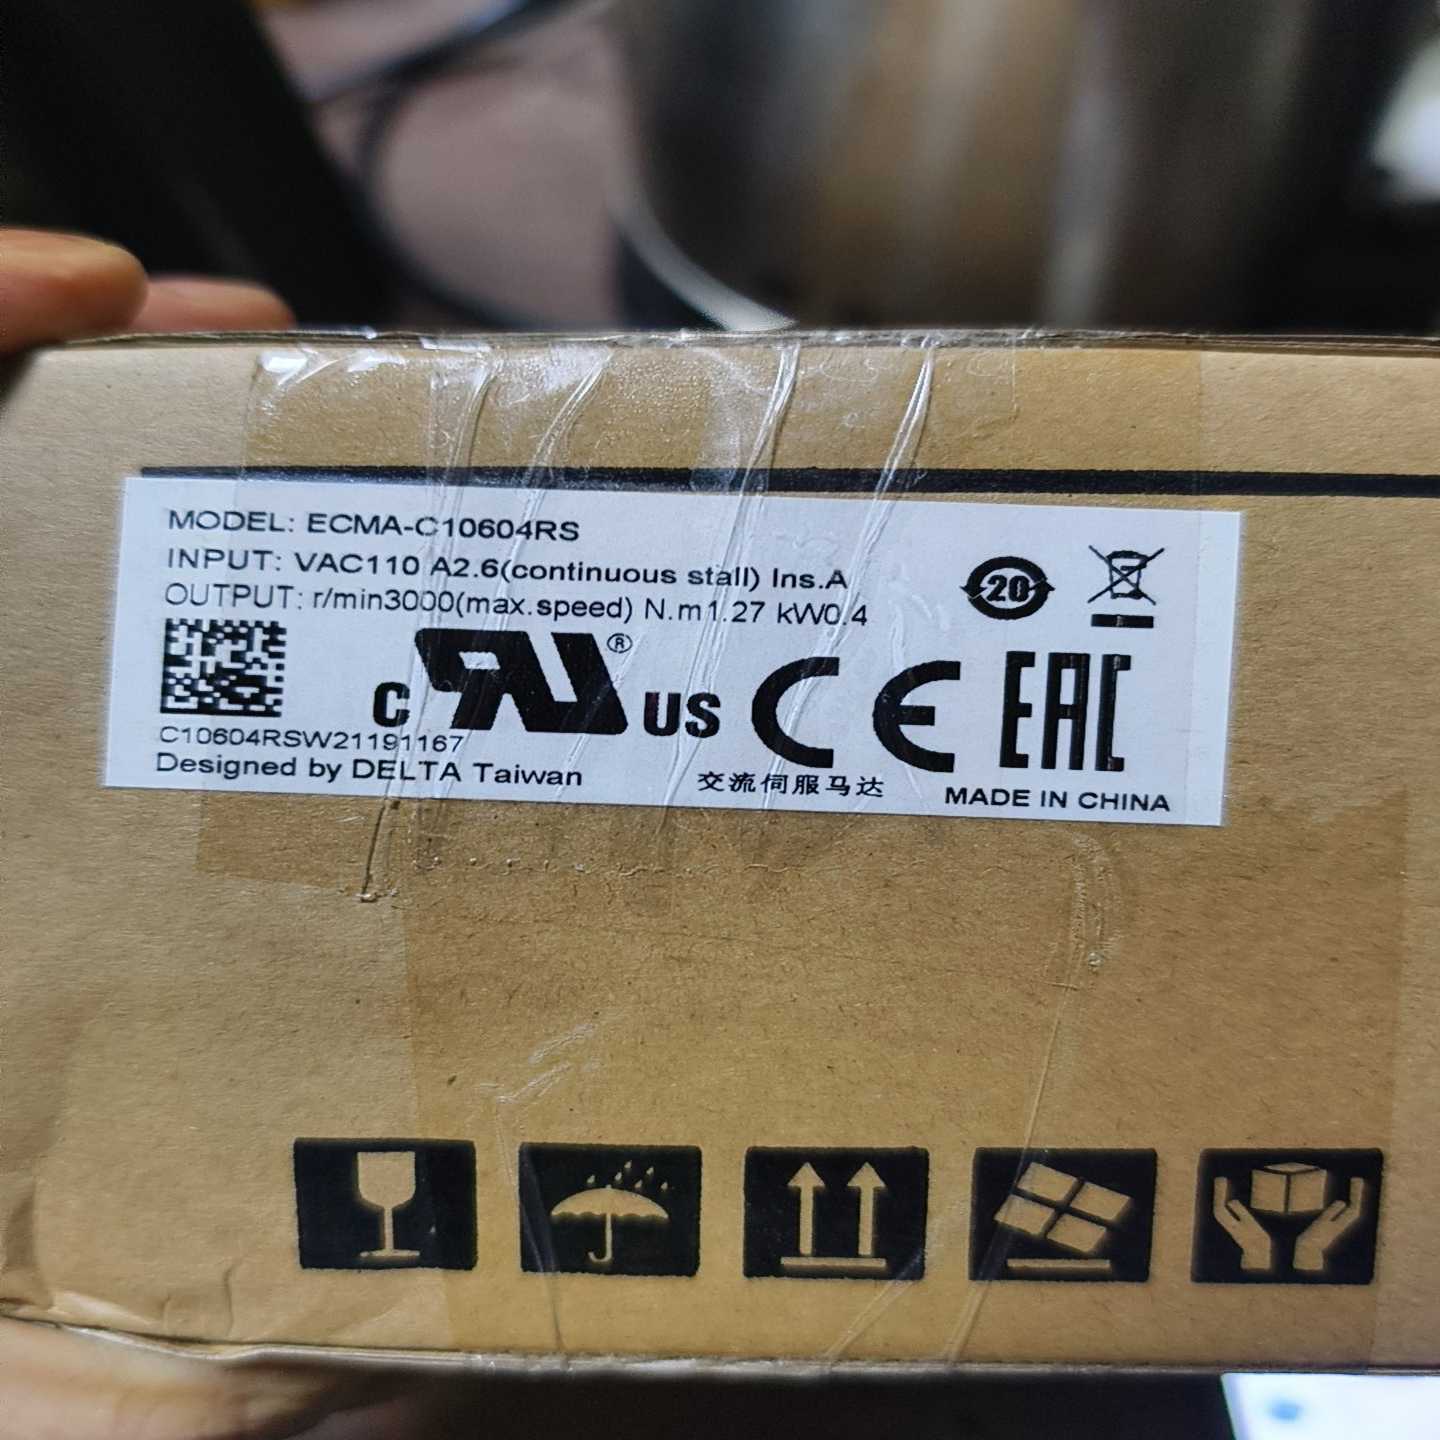 MODEL: ECMA-C10604RS
INPUT: VAC110 A2.6(continuous stall) Ins.A
OUTPUT: r/min3000(max.speed) N.m1.27 kW0.4
20
c UL® US CE EAC
C10604RSW21191167
Designed by DELTA Taiwan
交流伺服马达
MADE IN CHINA